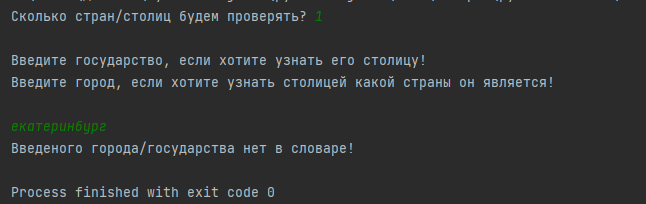 Сколько стран/столиц будем проверять? 1
Введите государство, если хотите узнать его столицу!
Введите город, если хотите узнать столицей какой страны он является!
екатеринбург
Введеного города/государства нет в словаре!
Process finished with exit code 0